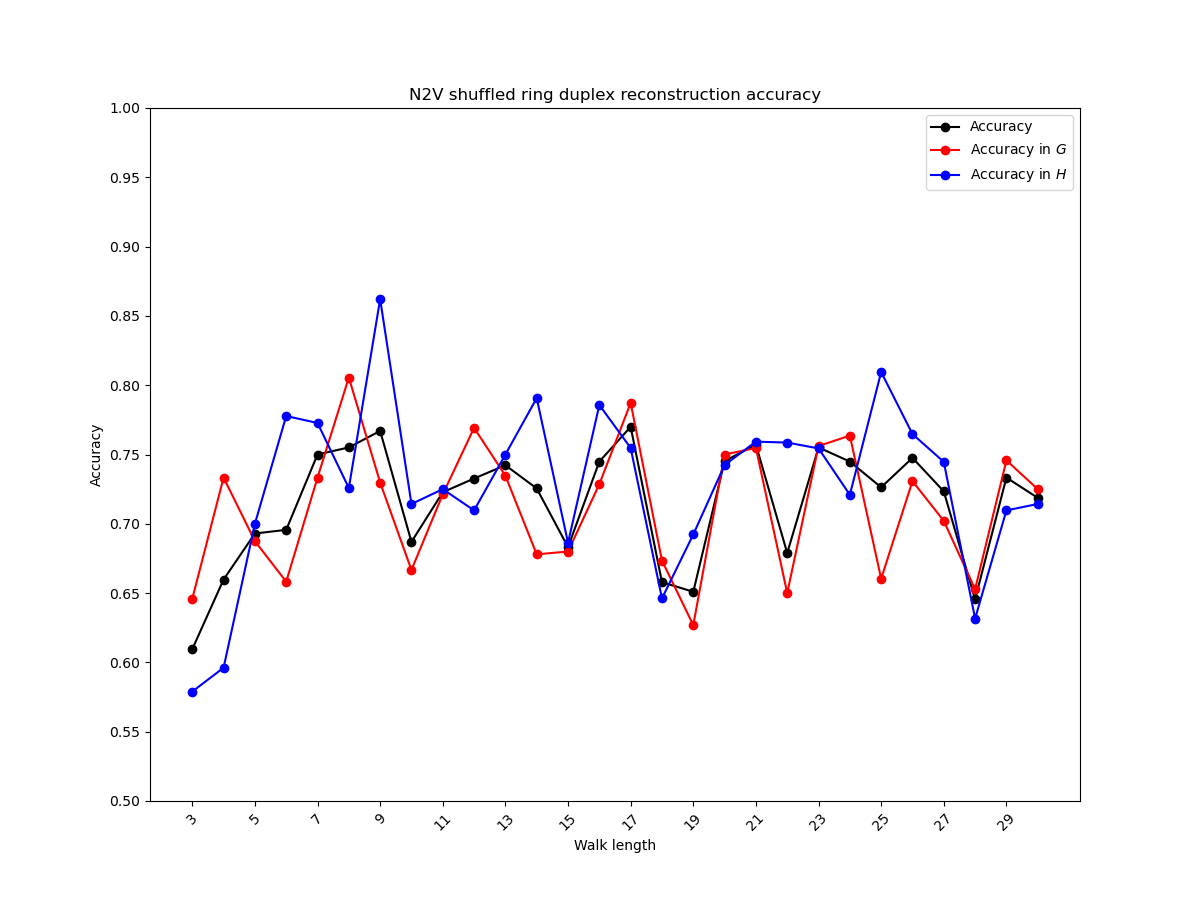 N2V shuffled ring duplex reconstruction accuracy
Accuracy
Accuracy in G
Accuracy in H
1.00
0.95
0.90
0.85
0.80
0.75
0.70
0.65
0.60
0.55
0.50
Accuracy
3 5 7 9 11 13 15 17 19 21 23 25 27 29
Walk length